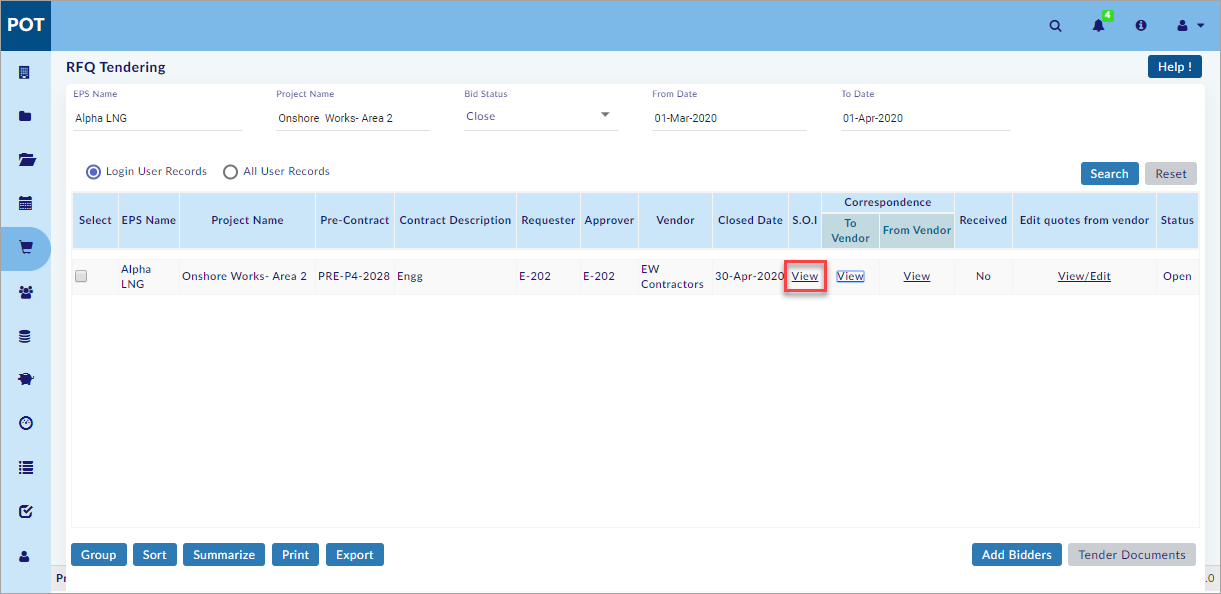 POT
4
RFQ Tendering
Help !
EPS Name
Project Name
Bid Status
From Date
To Date
Alpha LNG
Onshore Works- Area 2
Close
01-Mar-2020
01-Apr-2020
Login User Records
All User Records
Search
Reset
Select
EPS Name
Project Name
Pre-Contract
Contract Description
Requester
Approver
Vendor
Closed Date
S.O.I
Correspondence
To
Vendor
From Vendor
Received
Edit quotes from vendor
Status
Alpha
LNG
Onshore Works- Area 2
PRE-P4-2028
Engg
E-202
E-202
EW
Contractors
30-Apr-2020
View
View
View
No
View/Edit
Open
Group
Sort
Summarize
Print
Export
Add Bidders
Tender Documents
Pr
.0